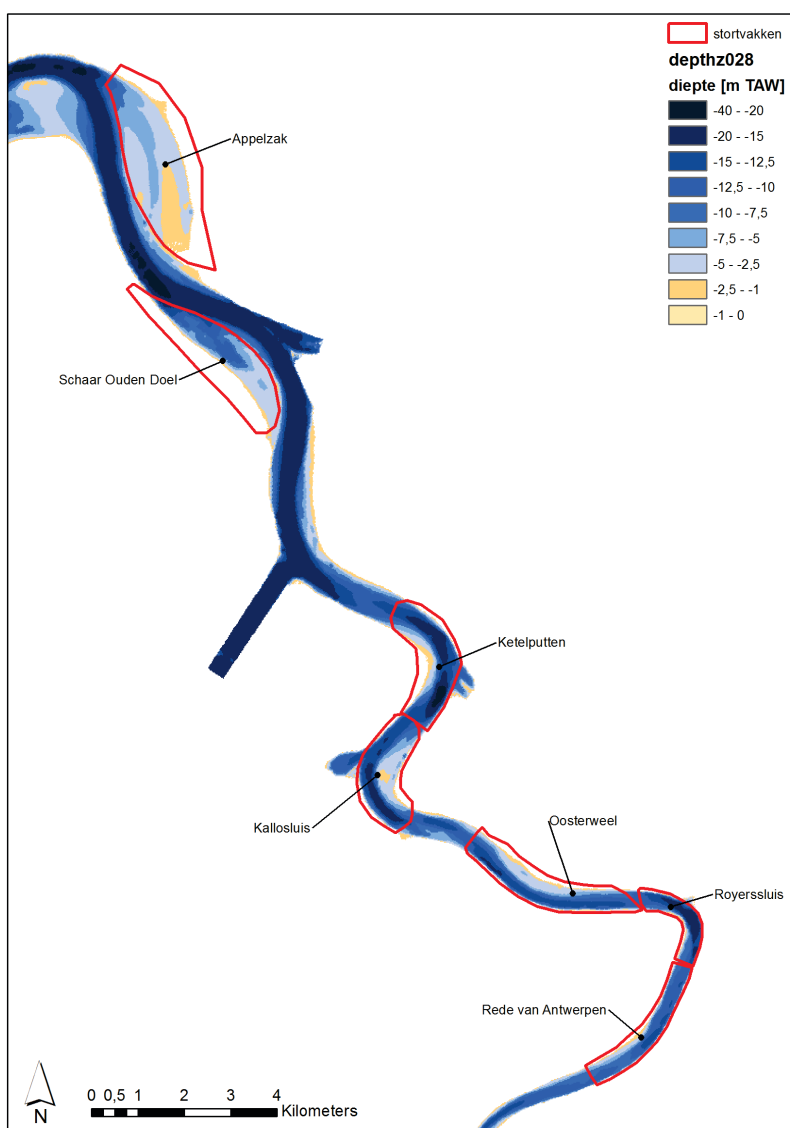 stortvakken
depthz028
diepte [m TAW]
-40 - -20
-20 - -15
-15 - -12,5
-12,5 - -10
-10 - -7,5
-7,5 - -5
-5 - -2,5
-2,5 - -1
-1 - 0
Appelzak
Schaar Ouden Doel
Ketelputten
Kallosluis
Oosterweel
Royerssluis
Rede van Antwerpen
N
0 0,5 1 2 3 4
Kilometers